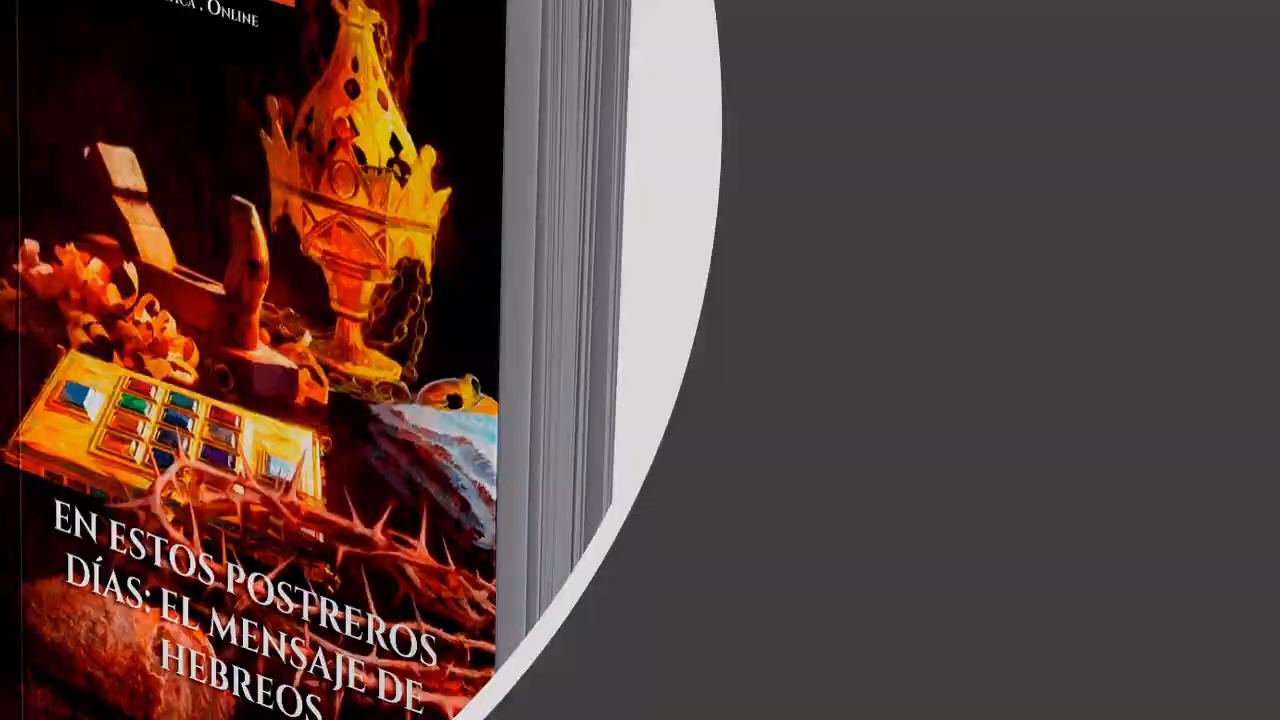 . Online
EN ESTOS POSTREROS
DÍAS: EL MENSAJE DE
HEBREOS